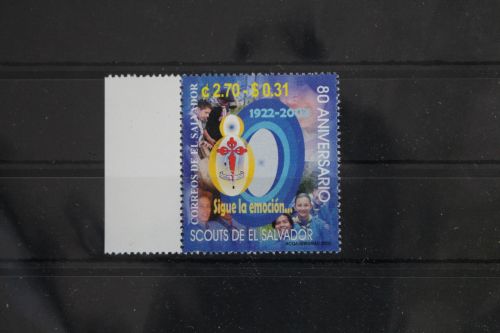 ¢ 2.70 - $ 0.31
1922-2002
80 ANIVERSARIO
CORREOS DE EL SALVADOR
Sigue la emoción...
SCOUTS DE EL SALVADOR